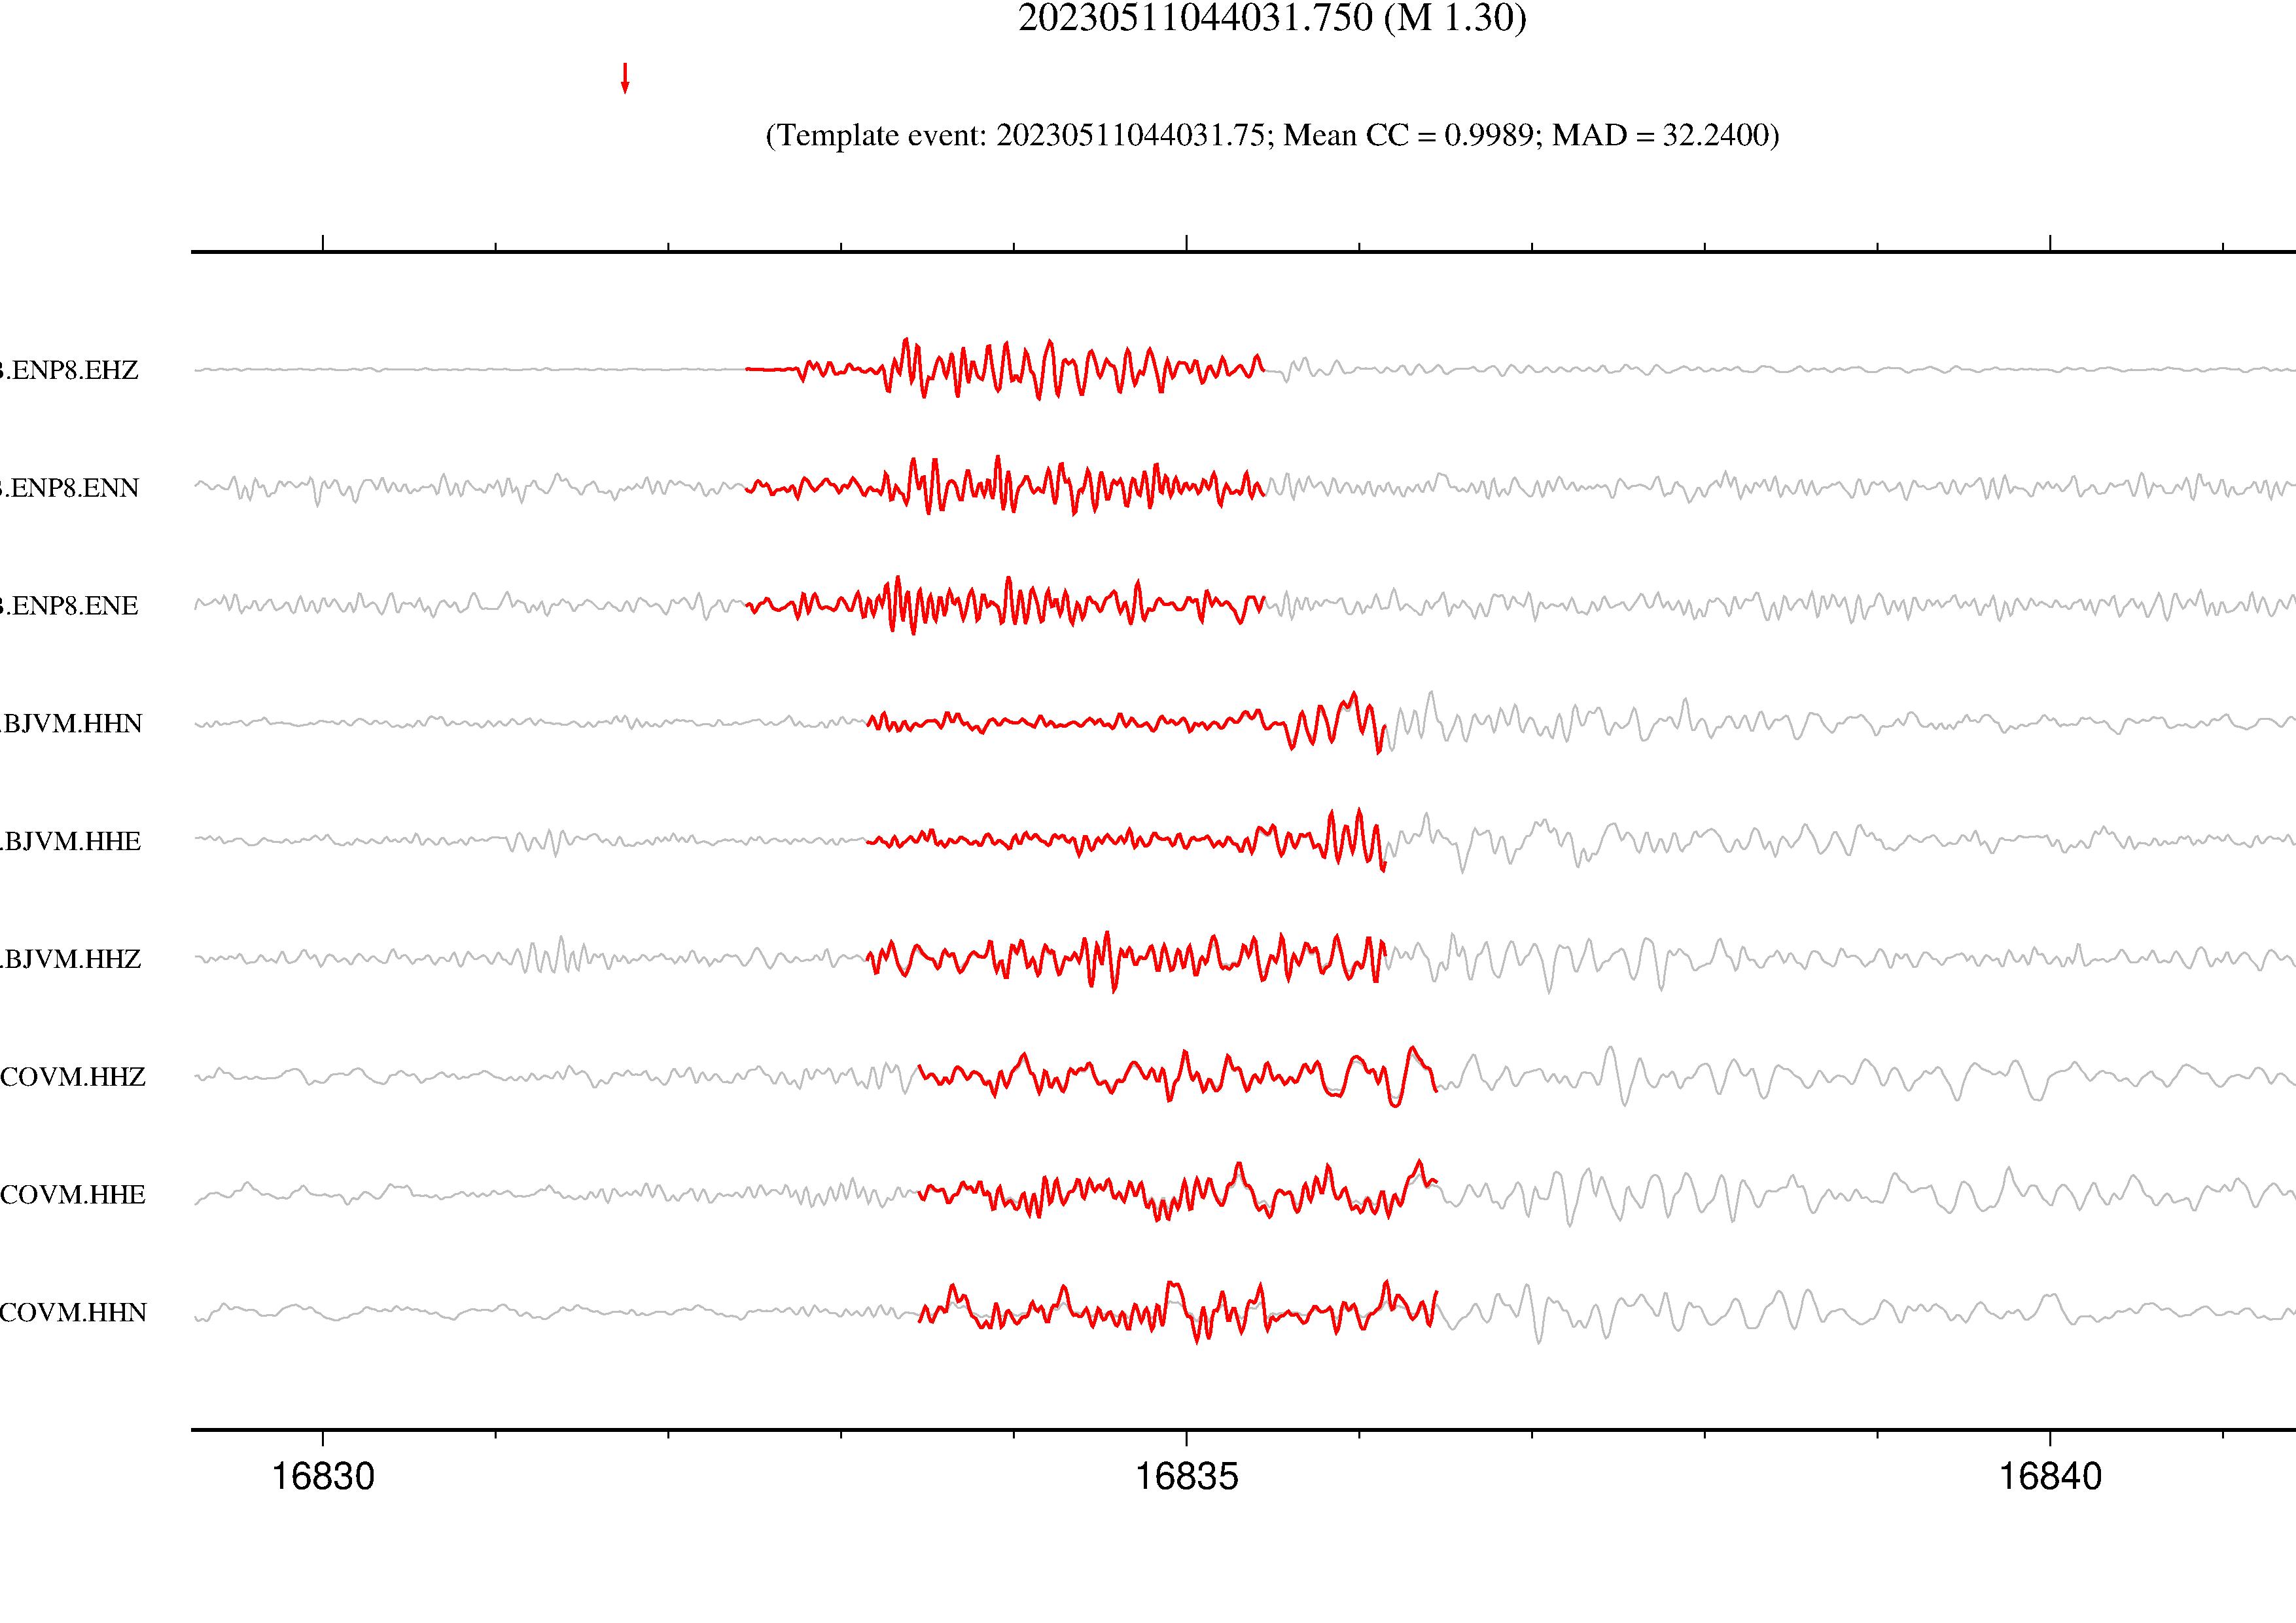 20230511044031.750 (M 1.30)
(Template event: 20230511044031.75; Mean CC = 0.9989; MAD = 32.2400)
.ENP8.EHZ
.ENP8.ENN
.ENP8.ENE
.BJVM.HHN
.BJVM.HHE
.BJVM.HHZ
COVM.HHZ
COVM.HHE
COVM.HHN
16830 16835 16840